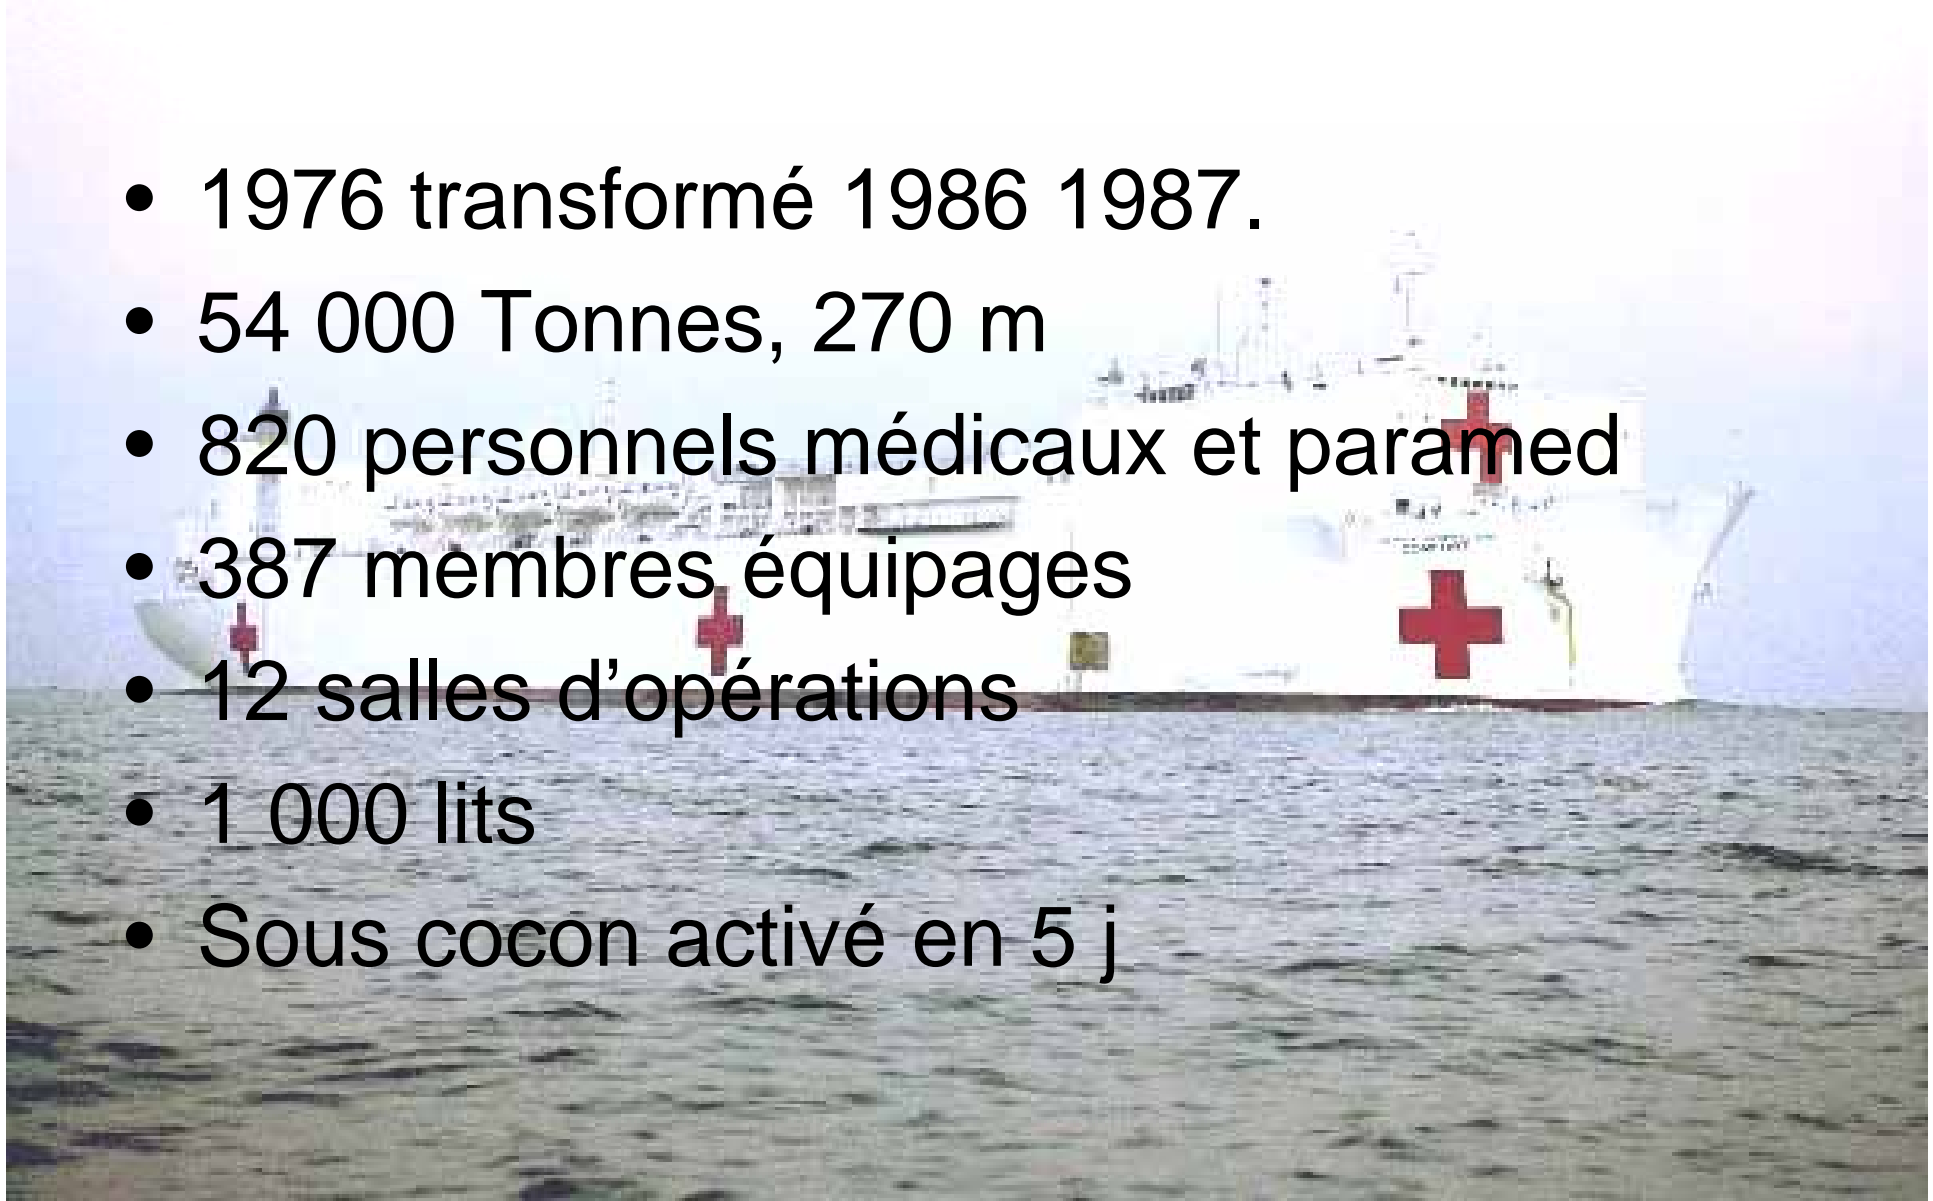 • 1976 transformé 1986 1987.
• 54 000 Tonnes, 270 m
• 820 personnels médicaux et paramed
• 387 membres équipages
• 12 salles d’opérations
• 1 000 lits
• Sous cocon activé en 5 j